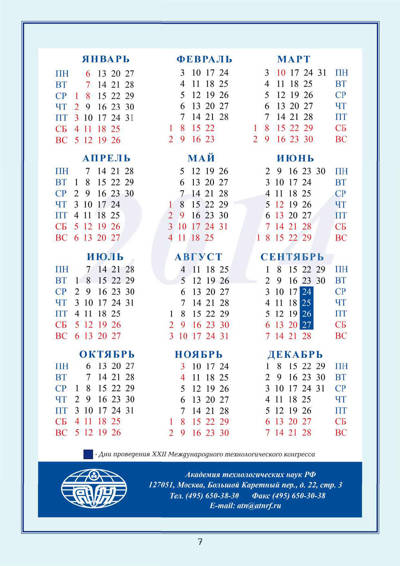 ЯНВАРЬ ФЕВРАЛЬ МАРТ
ПН 6 13 20 27 3 10 17 24 3 10 17 24 31 ПН
ВТ 7 14 21 28 4 11 18 25 4 11 18 25 ВТ
СР 1 8 15 22 29 5 12 19 26 5 12 19 26 СР
ЧТ 2 9 16 23 30 6 13 20 27 6 13 20 27 ЧТ
ПТ 3 10 17 24 31 7 14 21 28 7 14 21 28 ПТ
СБ 4 11 18 25 1 8 15 22 1 8 15 22 29 СБ
ВС 5 12 19 26 2 9 16 23 2 9 16 23 30 ВС
АПРЕЛЬ МАЙ ИЮНЬ
ПН 7 14 21 28 5 12 19 26 2 9 16 23 30 ПН
ВТ 1 8 15 22 29 6 13 20 27 3 10 17 24 ВТ
СР 2 9 16 23 30 7 14 21 28 4 11 18 25 СР
ЧТ 3 10 17 24 1 8 15 22 29 5 12 19 26 ЧТ
ПТ 4 11 18 25 2 9 16 23 30 6 13 20 27 ПТ
СБ 5 12 19 26 3 10 17 24 31 7 14 21 28 СБ
ВС 6 13 20 27 4 11 18 25 1 8 15 22 29 ВС
2014
ИЮЛЬ АВГУСТ СЕНТЯБРЬ
ПН 7 14 21 28 4 11 18 25 1 8 15 22 29 ПН
ВТ 1 8 15 22 29 5 12 19 26 2 9 16 23 30 ВТ
СР 2 9 16 23 30 6 13 20 27 3 10 17 24 СР
ЧТ 3 10 17 24 31 7 14 21 28 4 11 18 25 ЧТ
ПТ 4 11 18 25 1 8 15 22 29 5 12 19 26 ПТ
СБ 5 12 19 26 2 9 16 23 30 6 13 20 27 СБ
ВС 6 13 20 27 3 10 17 24 31 7 14 21 28 ВС
ОКТЯБРЬ НОЯБРЬ ДЕКАБРЬ
ПН 6 13 20 27 3 10 17 24 1 8 15 22 29 ПН
ВТ 7 14 21 28 4 11 18 25 2 9 16 23 30 ВТ
СР 1 8 15 22 29 5 12 19 26 3 10 17 24 31 СР
ЧТ 2 9 16 23 30 6 13 20 27 4 11 18 25 ЧТ
ПТ 3 10 17 24 31 7 14 21 28 5 12 19 26 ПТ
СБ 4 11 18 25 1 8 15 22 29 6 13 20 27 СБ
ВС 5 12 19 26 2 9 16 23 30 7 14 21 28 ВС
- Дни проведения XXII Международного технологического конгресса
Академия технологических наук РФ
127051, Москва, Большой Каретный пер., д. 22, стр. 3
Тел. (495) 650-38-30 Факс (495) 650-30-38
E-mail: atn@atnrf.ru
7